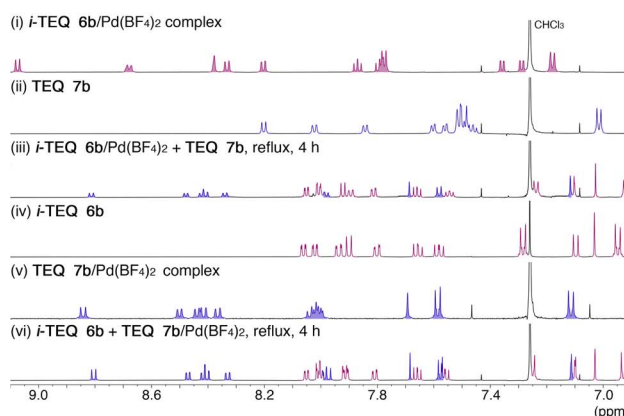 (i) i-TEQ 6b/Pd(BF4)2 complex
CHCl3
(ii) TEQ 7b
(iii) i-TEQ 6b/Pd(BF4)2 + TEQ 7b, reflux, 4 h
(iv) i-TEQ 6b
(v) TEQ 7b/Pd(BF4)2 complex
(vi) i-TEQ 6b + TEQ 7b/Pd(BF4)2, reflux, 4 h
9.0 8.6 8.2 7.8 7.4 7.0
(ppm)